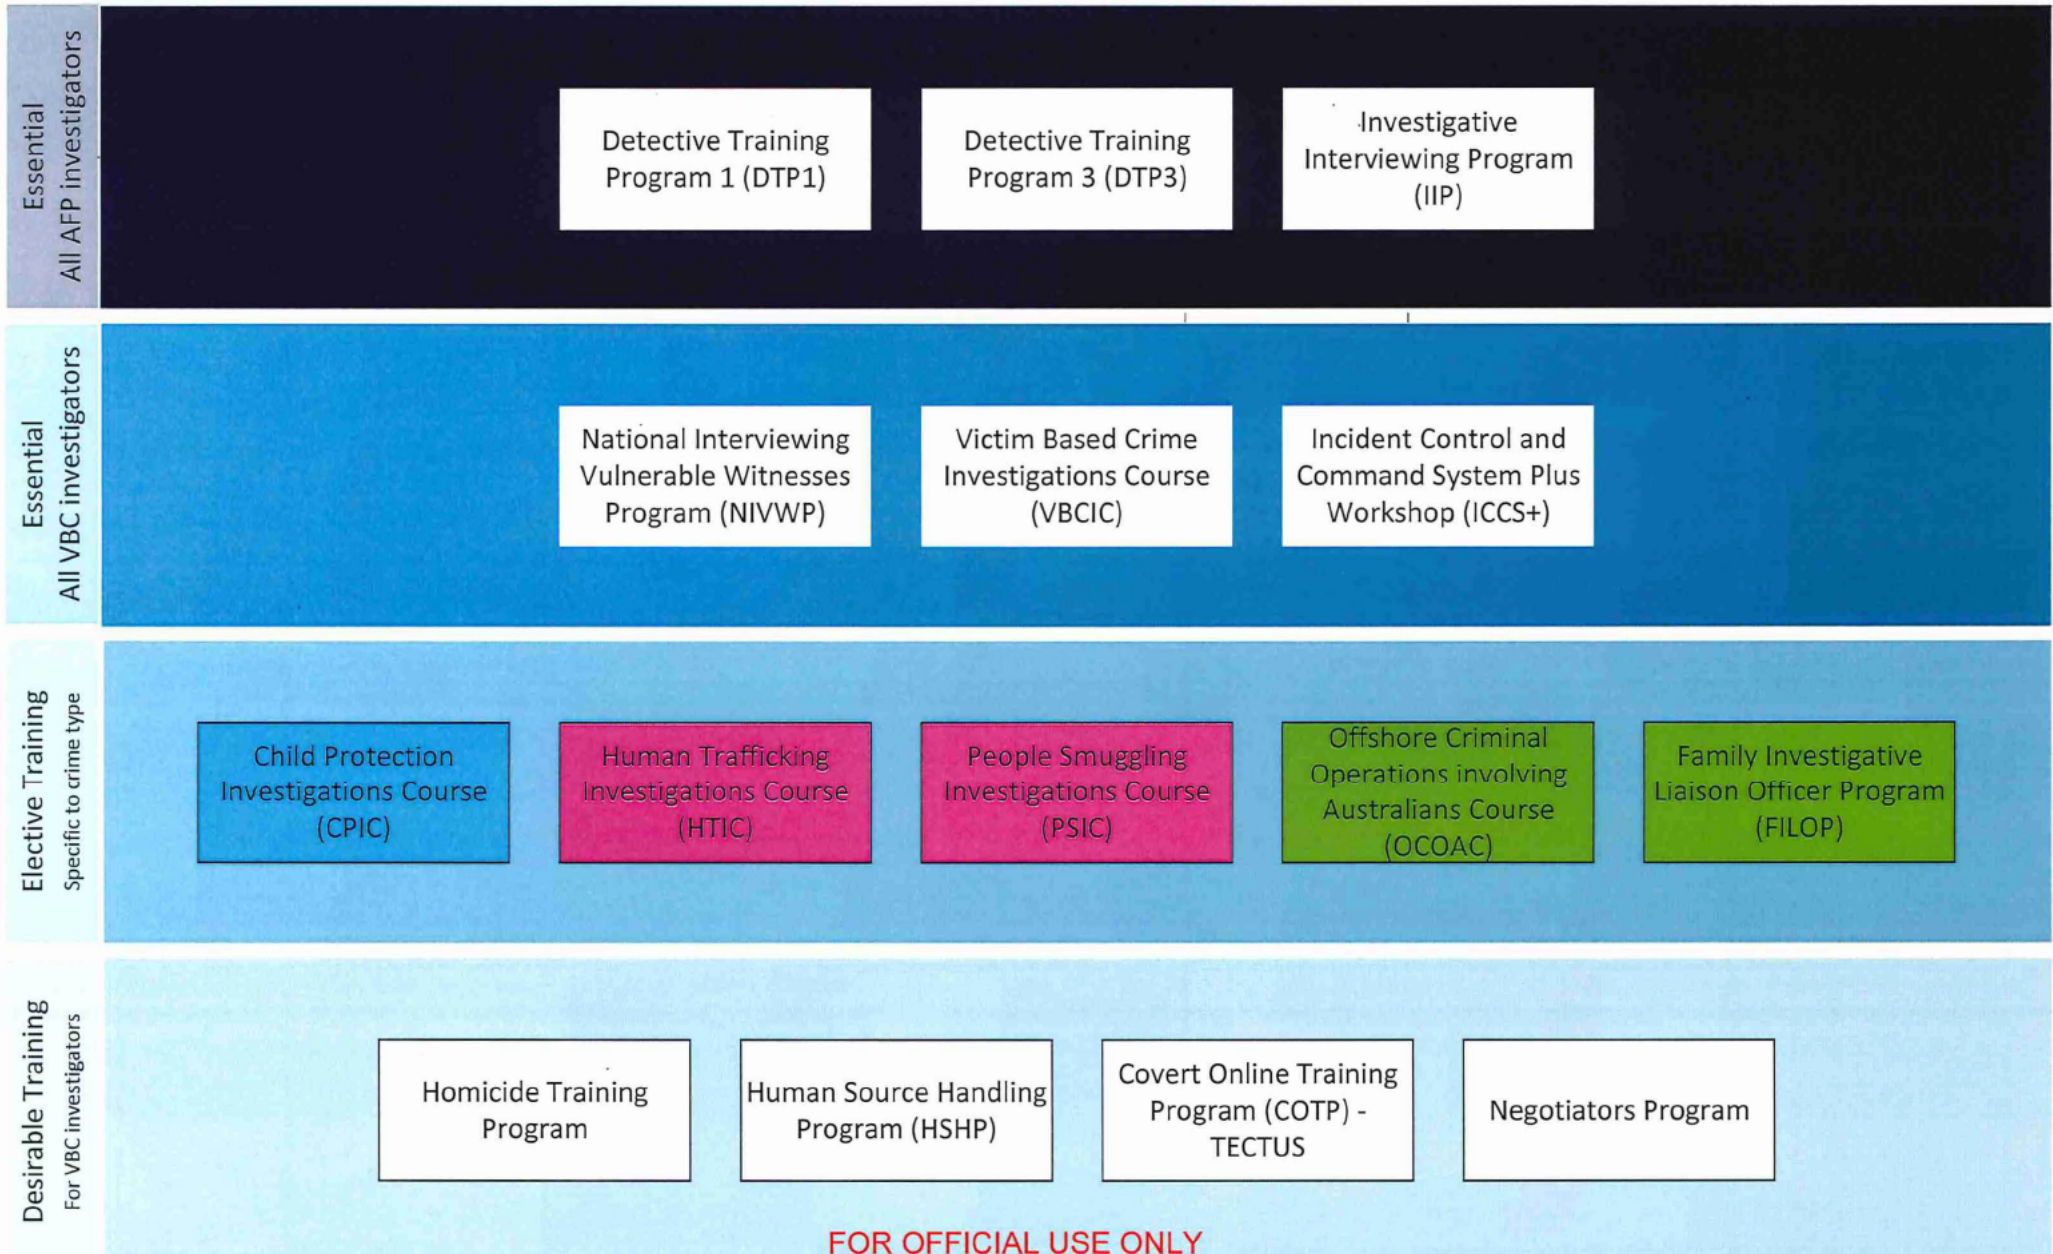 Essential
All AFP investigators
Detective Training
Program 1 (DTP1)
Detective Training
Program 3 (DTP3)
Investigative
Interviewing Program
(IIP)
Essential
All VBC investigators
National Interviewing
Vulnerable Witnesses
Program (NIVWP)
Victim Based Crime
Investigations Course
(VBCIC)
Incident Control and
Command System Plus
Workshop (ICCS+)
Elective Training
Specific to crime type
Child Protection
Investigations Course
(CPIC)
Human Trafficking
Investigations Course
(HTIC)
People Smuggling
Investigations Course
(PSIC)
Offshore Criminal
Operations involving
Australians Course
(OCOAC)
Family Investigative
Liaison Officer Program
(FILOP)
Desirable Training
For VBC investigators
Homicide Training
Program
Human Source Handling
Program (HSHP)
Covert Online Training
Program (COTP) -
TECTUS
Negotiators Program
FOR OFFICIAL USE ONLY